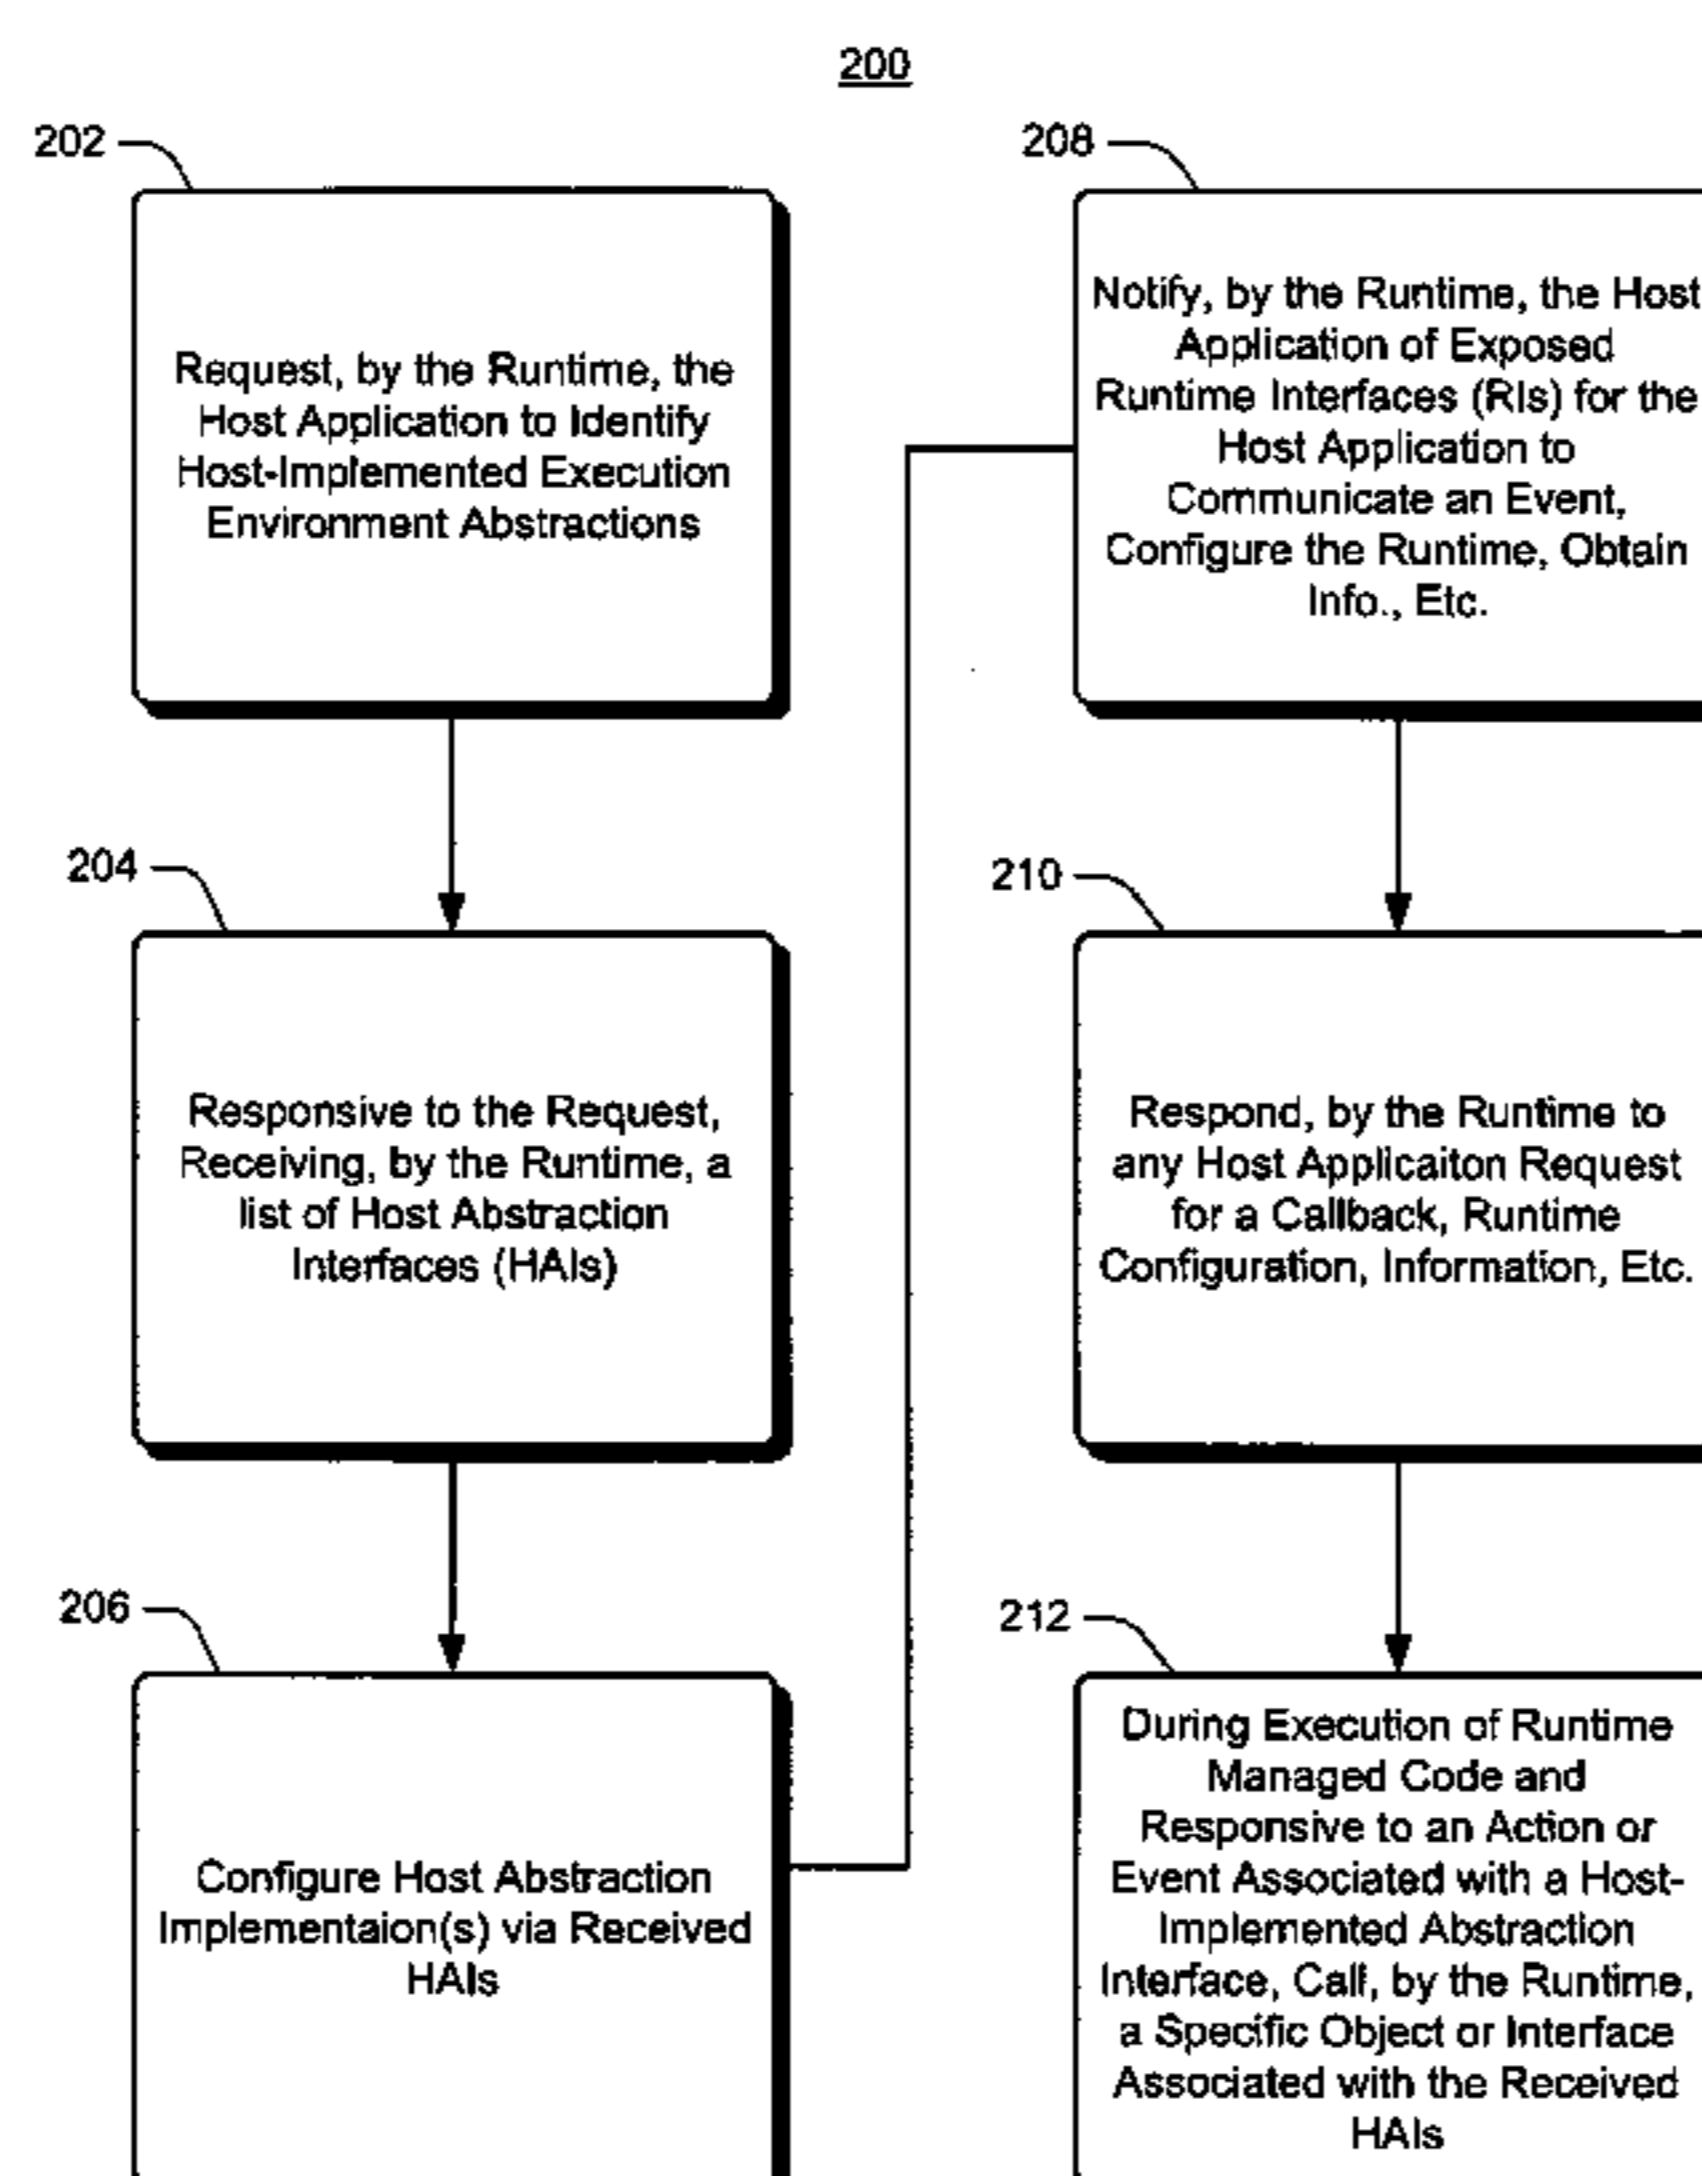 200
202
Request, by the Runtime, the
Host Application to Identify
Host-Implemented Execution
Environment Abstractions
204
Responsive to the Request,
Receiving, by the Runtime, a
list of Host Abstraction
Interfaces (HAIs)
206
Configure Host Abstraction
Implementaion(s) via Received
HAIs
208
Notify, by the Runtime, the Host
Application of Exposed
Runtime Interfaces (RIs) for the
Host Application to
Communicate an Event,
Configure the Runtime, Obtain
Info., Etc.
210
Respond, by the Runtime to
any Host Applicaiton Request
for a Callback, Runtime
Configuration, Information, Etc.
212
During Execution of Runtime
Managed Code and
Responsive to an Action or
Event Associated with a Host-
Implemented Abstraction
Interface, Call, by the Runtime,
a Specific Object or Interface
Associated with the Received
HAIs